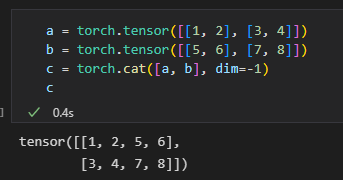 a = torch.tensor([[1, 2], [3, 4]])
b = torch.tensor([[5, 6], [7, 8]])
c = torch.cat([a, b], dim=-1)
c
] ✓ 0.4s
tensor([[1, 2, 5, 6],
        [3, 4, 7, 8]])